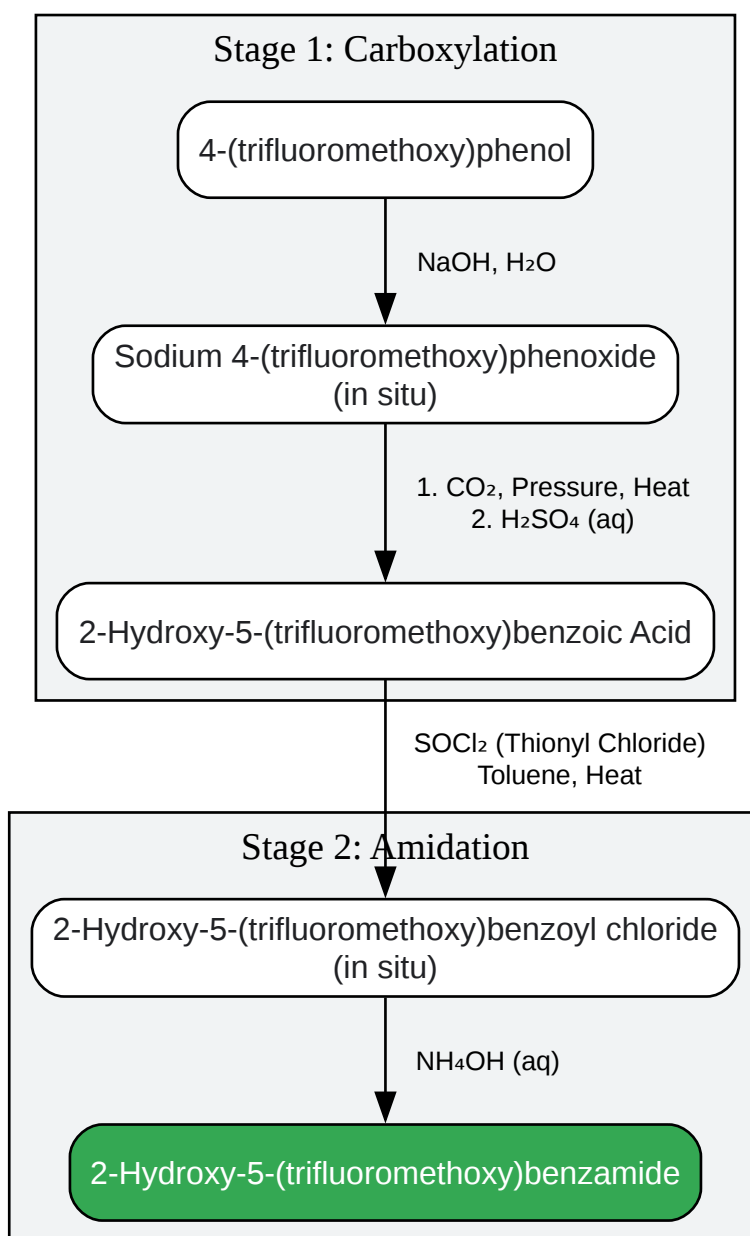 Stage 1: Carboxylation
4-(trifluoromethoxy)phenol
NaOH, H₂O
Sodium 4-(trifluoromethoxy)phenoxide
(in situ)
1. CO₂, Pressure, Heat
2. H₂SO₄ (aq)
2-Hydroxy-5-(trifluoromethoxy)benzoic Acid
SOCl₂ (Thionyl Chloride)
Toluene, Heat
Stage 2: Amidation
2-Hydroxy-5-(trifluoromethoxy)benzoyl chloride
(in situ)
NH₄OH (aq)
2-Hydroxy-5-(trifluoromethoxy)benzamide